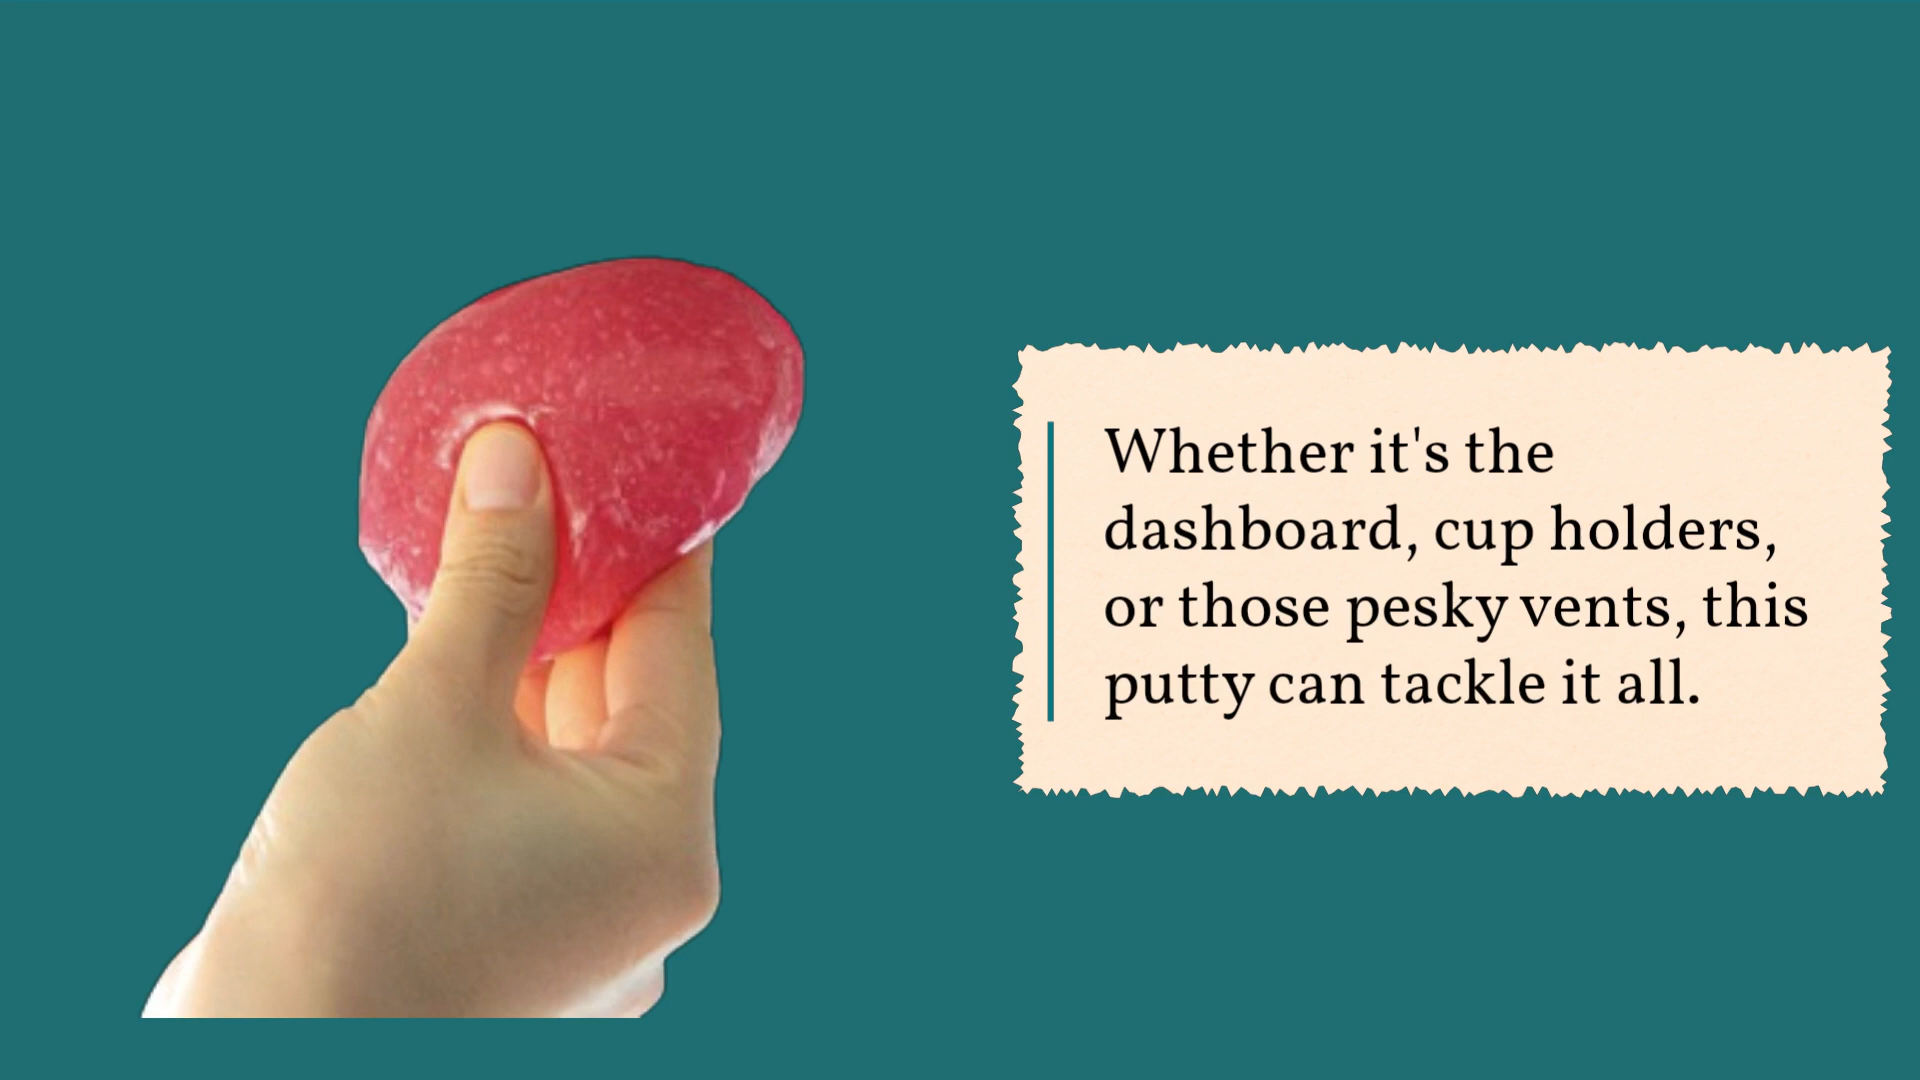 Whether it's the
dashboard, cup holders,
or those pesky vents, this
putty can tackle it all.